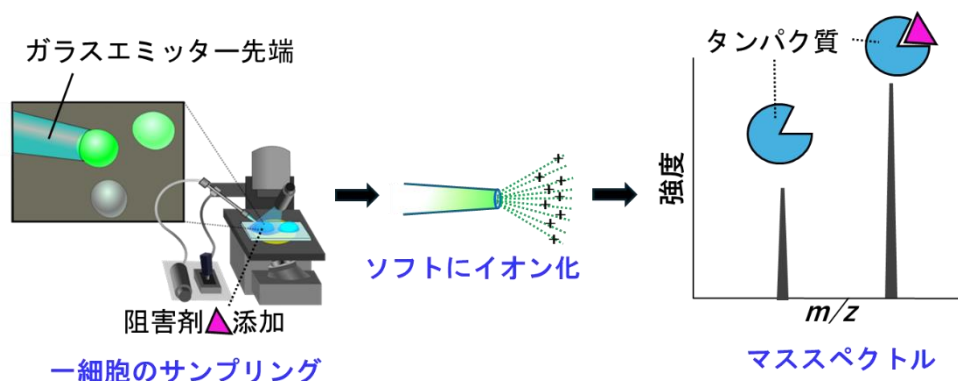 ガラスエミッター先端
阻害剤 添加
一細胞のサンプリング
+ + + + + + + + +
ソフトにイオン化
タンパク質
強度
m/z
マススペクトル